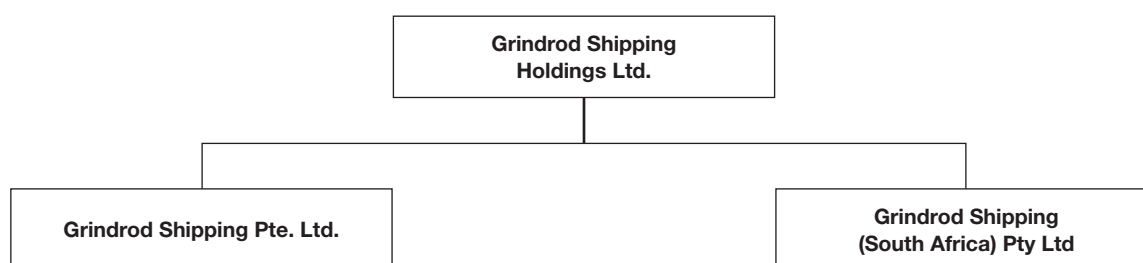 Grindrod Shipping
Holdings Ltd.
Grindrod Shipping Pte. Ltd.
Grindrod Shipping
(South Africa) Pty Ltd